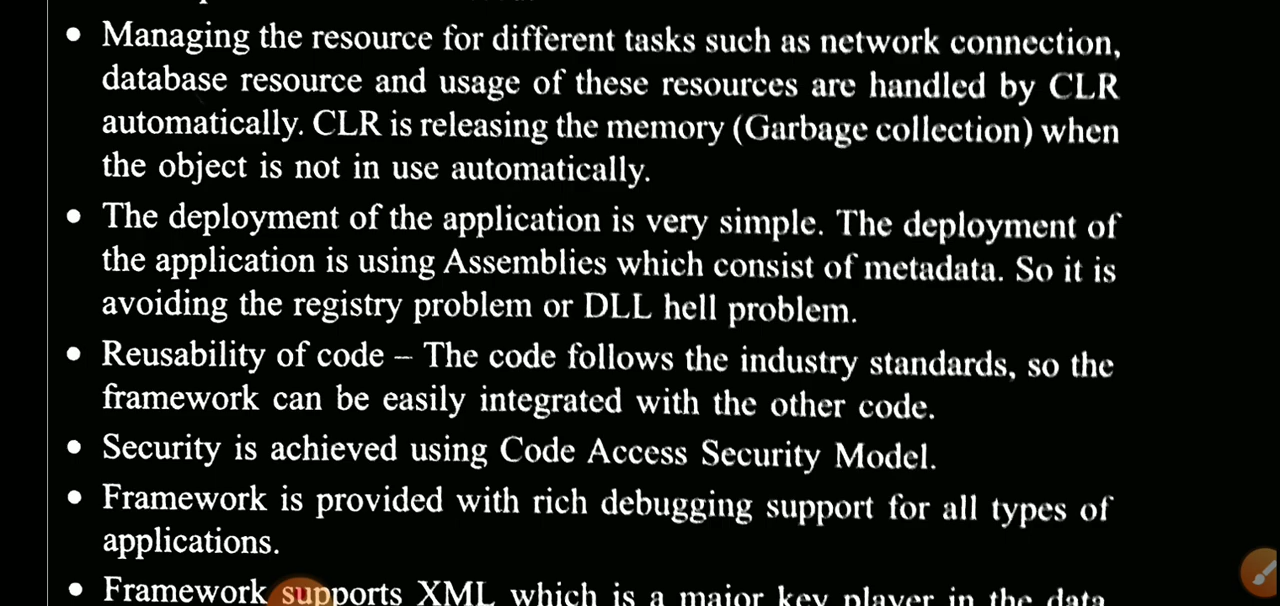 • Managing the resource for different tasks such as network connection,
database resource and usage of these resources are handled by CLR
automatically. CLR is releasing the memory (Garbage collection) when
the object is not in use automatically.
• The deployment of the application is very simple. The deployment of
the application is using Assemblies which consist of metadata. So it is
avoiding the registry problem or DLL hell problem.
• Reusability of code – The code follows the industry standards, so the
framework can be easily integrated with the other code.
• Security is achieved using Code Access Security Model.
• Framework is provided with rich debugging support for all types of
applications.
• Framework supports XML which is a major key player in the data